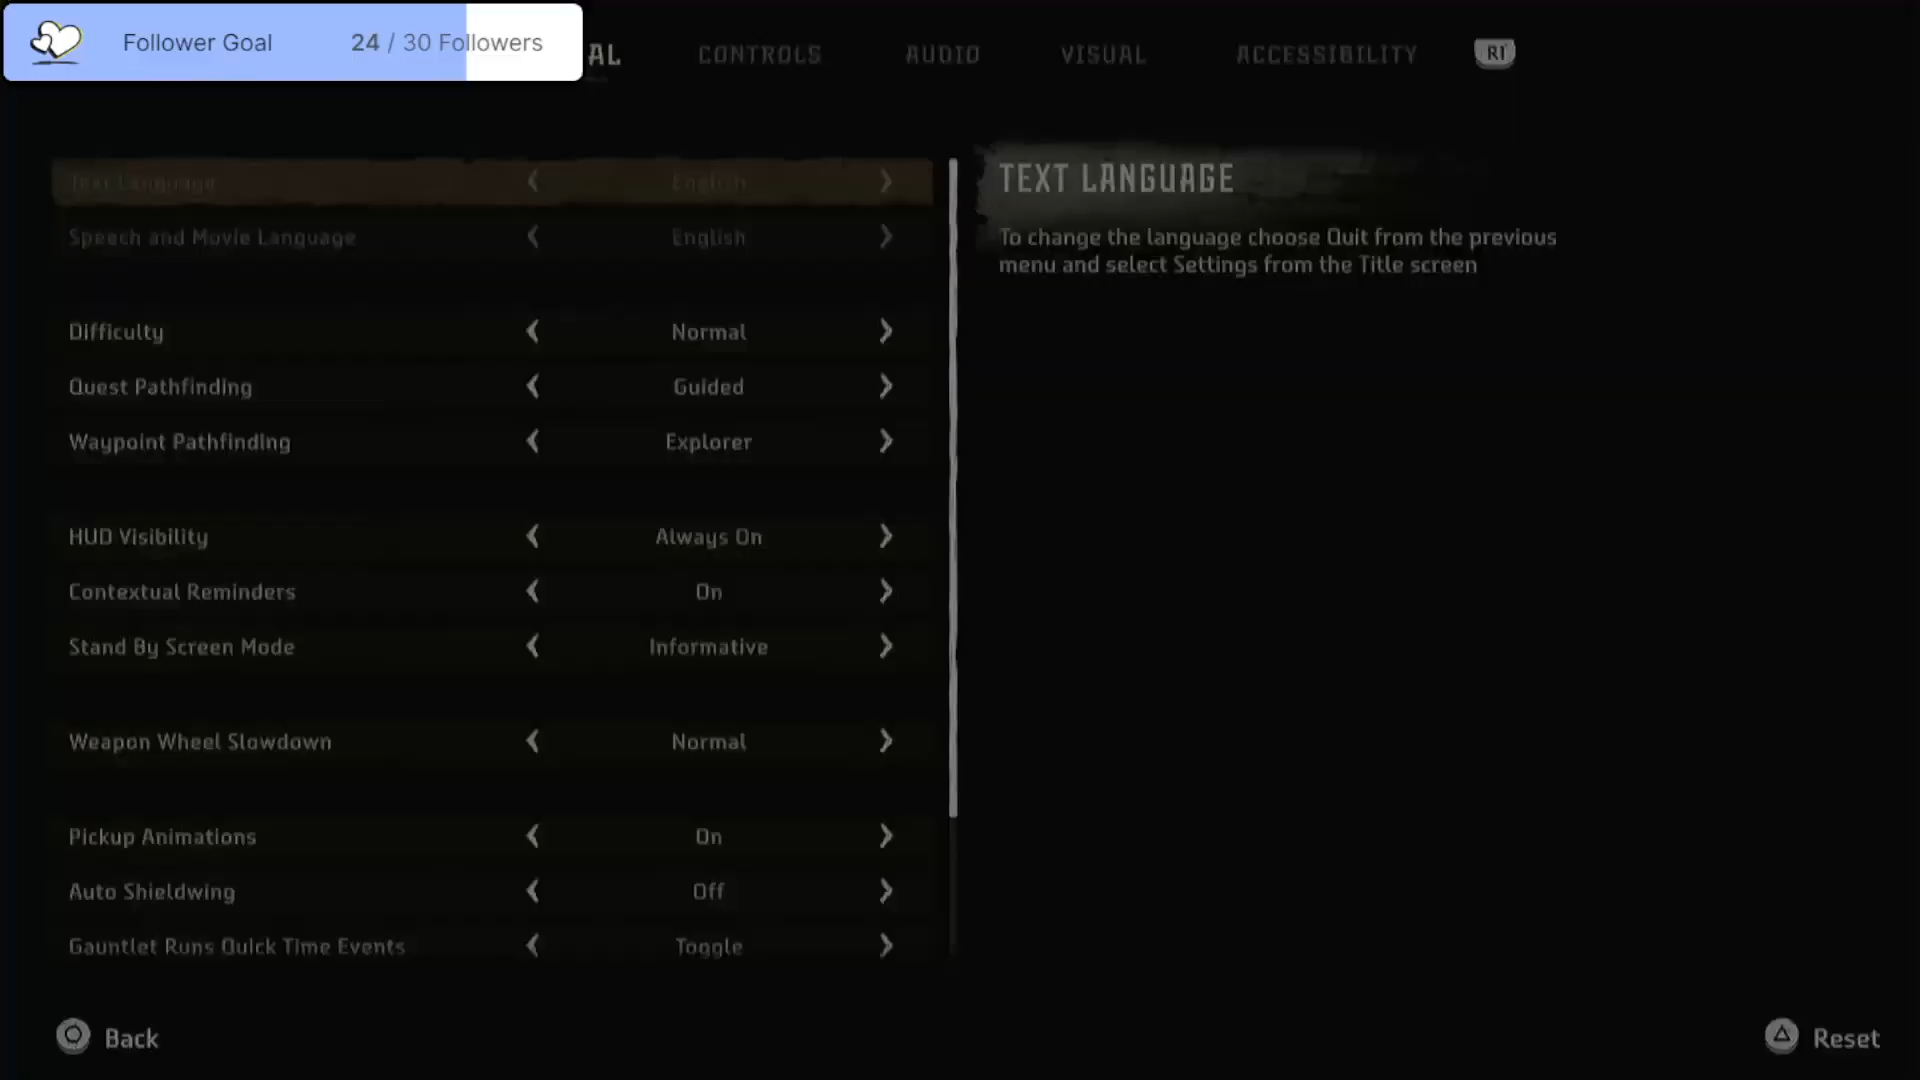 Follower Goal 24 / 30 Followers
AL CONTROLS AUDIO VISUAL ACCESSIBILITY R1
Text Language English
Speech and Movie Language English
Difficulty Normal
Quest Pathfinding Guided
Waypoint Pathfinding Explorer
HUD Visibility Always On
Contextual Reminders On
Stand By Screen Mode Informative
Weapon Wheel Slowdown Normal
Pickup Animations On
Auto Shieldwing Off
Gauntlet Runs Quick Time Events Toggle
TEXT LANGUAGE
To change the language choose Quit from the previous
menu and select Settings from the Title screen
Back
Reset